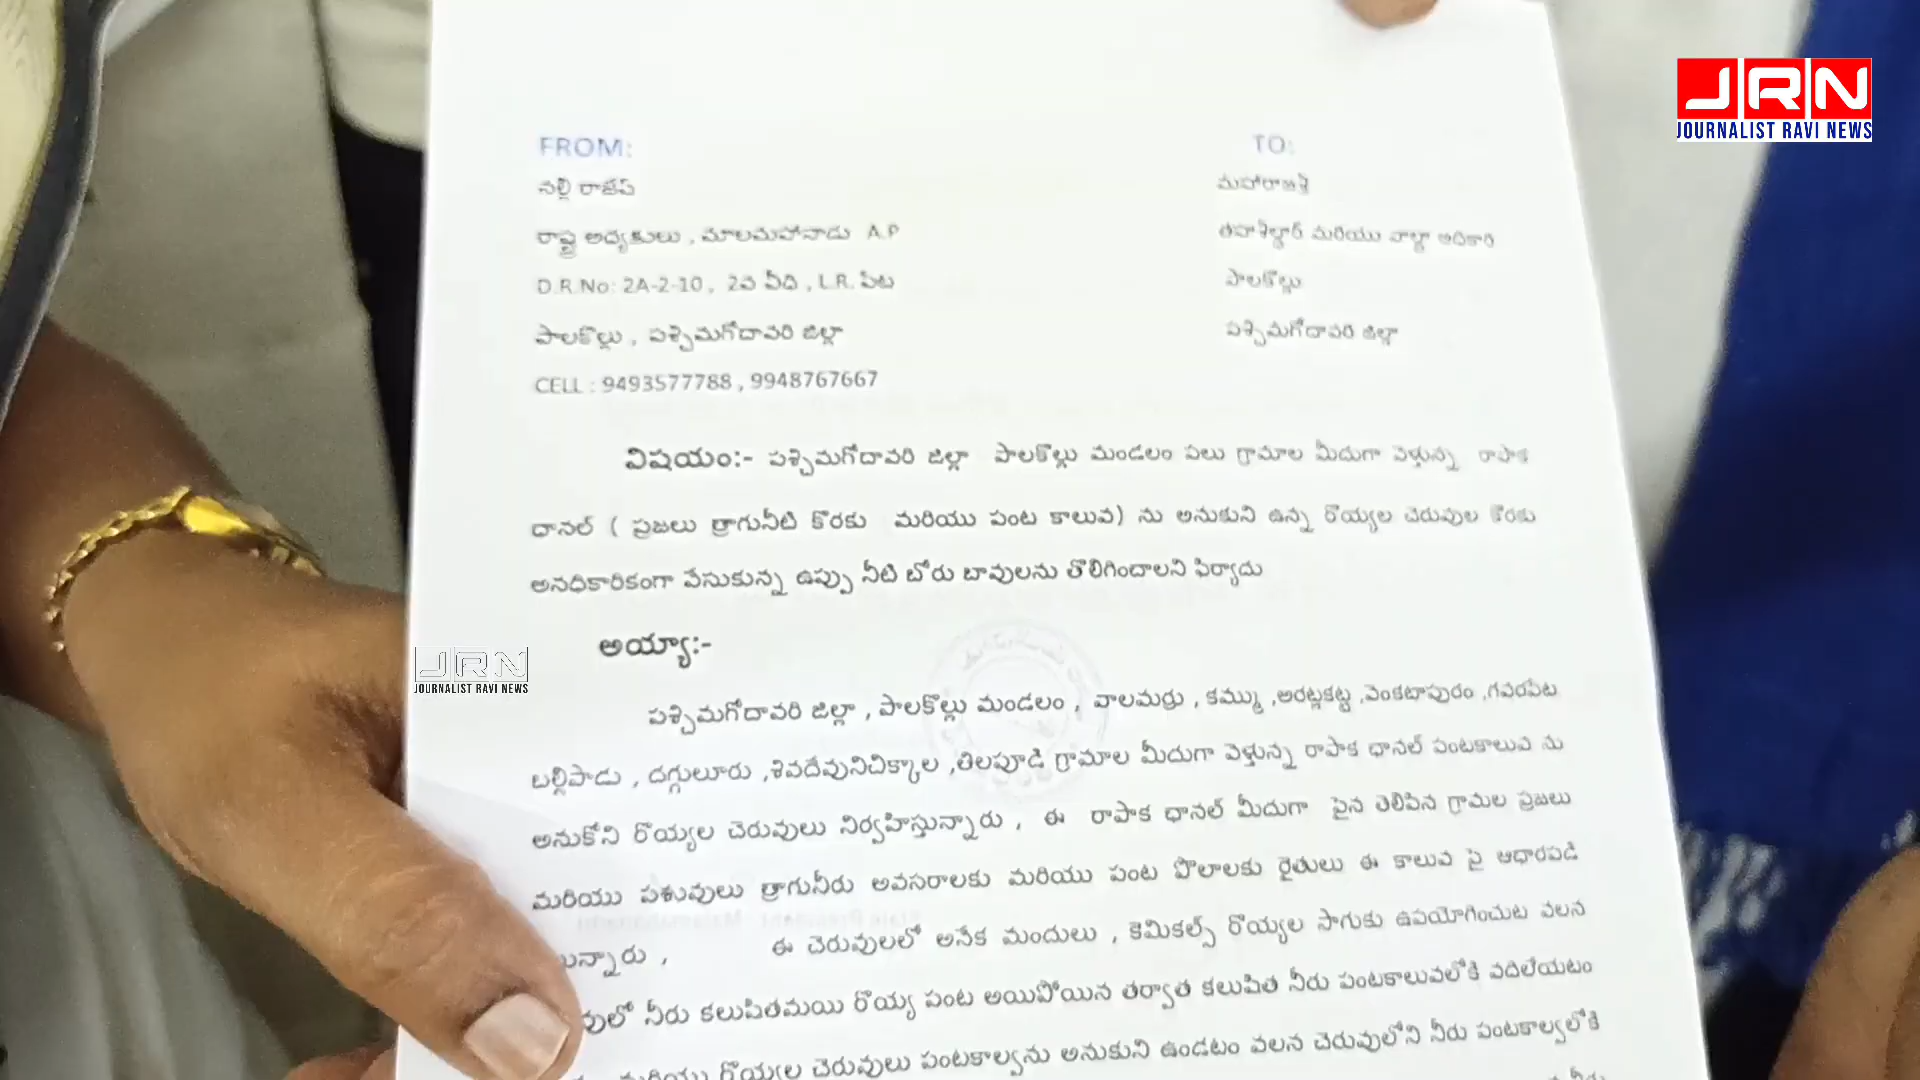 JRN
JOURNALIST RAVI NEWS
FROM:
TO:
నల్లి రాజేష్
మహారాజశ్రీ
రాష్ట్ర అధ్యక్షులు , మాలమహానాడు A.P
తహశీల్దార్ మరియు వాల్టా అధికారి
D.R.No: 2A-2-10 , 2వ వీధి , L.R. పేట
పాలకొల్లు
పాలకొల్లు , పశ్చిమగోదావరి జిల్లా
పశ్చిమగోదావరి జిల్లా
CELL : 9493577788 , 9948767667
విషయం:- పశ్చిమగోదావరి జిల్లా పాలకొల్లు మండలం పలు గ్రామాల మీదుగా వెళ్తున్న రాపాక
ఛానల్ ( ప్రజలు త్రాగునీటి కొరకు మరియు పంట కాలువ) ను అనుకుని ఉన్న రొయ్యల చెరువుల కొరకు
అనధికారికంగా వేసుకున్న ఉప్పు నీటి బోరు బావులను తొలిగించాలని ఫిర్యాదు
అయ్యా:-
JRN
JOURNALIST RAVI NEWS
పశ్చిమగోదావరి జిల్లా , పాలకొల్లు మండలం , వాలమర్రు , కమ్ము ,అరట్లకట్ట ,వెంకటాపురం ,గవరపేట
బల్లిపాడు , దగ్గులూరు ,శివదేవునిచిక్కాల ,తిలపూడి గ్రామాల మీదుగా వెళ్తున్న రాపాక ఛానల్ పంటకాలువ ను
అనుకోని రొయ్యల చెరువులు నిర్వహిస్తున్నారు , ఈ రాపాక ఛానల్ మీదుగా పైన తెలిపిన గ్రామల ప్రజలు
మరియు పశువులు త్రాగునీరు అవసరాలకు మరియు పంట పొలాలకు రైతులు ఈ కాలువ పై ఆధారపడి
న్నారు , ఈ చెరువులలో అనేక మందులు , కెమికల్స్ రొయ్యల సాగుకు ఉపయోగించుట వలన
వులో నీరు కలుషితమయి రొయ్య పంట అయిపోయిన తర్వాత కలుషిత నీరు పంటకాలువలోకి వదిలేయటం
మరియు రొయ్యల చెరువులు పంటకాల్వను అనుకుని ఉండటం వలన చెరువులోని నీరు పంటకాల్వలోకి